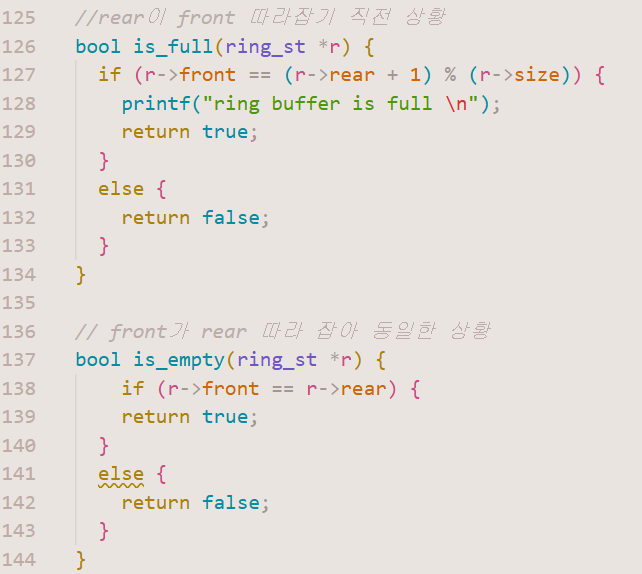 125 //rear이 front 따라잡기 직전 상황
126 bool is_full(ring_st *r) {
127 if (r->front == (r->rear + 1) % (r->size)) {
128 printf("ring buffer is full \n");
129 return true;
130 }
131 else {
132 return false;
133 }
134 }
135
136 // front가 rear 따라 잡아 동일한 상황
137 bool is_empty(ring_st *r) {
138 if (r->front == r->rear) {
139 return true;
140 }
141 else {
142 return false;
143 }
144 }